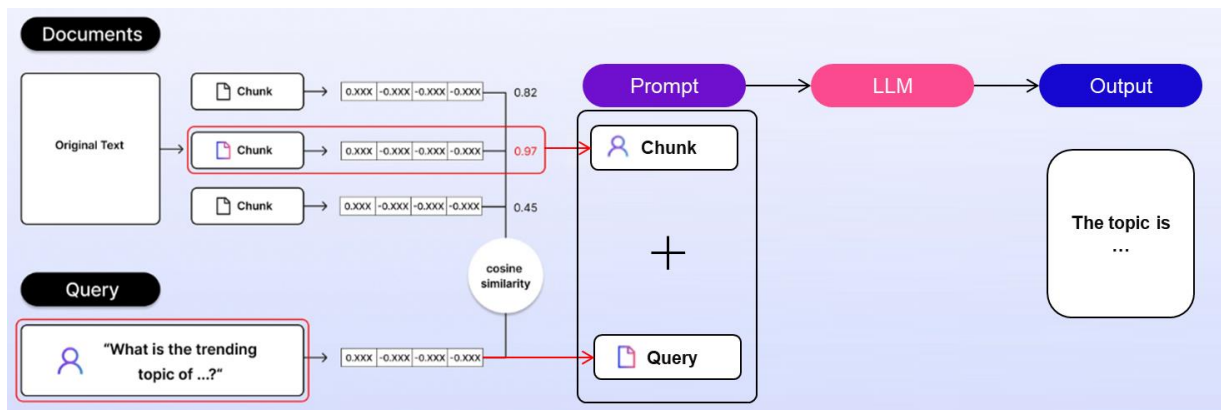 Documents
Original Text
Chunk
0.XXX -0.XXX -0.XXX -0.XXX
0.82
Chunk
0.XXX -0.XXX -0.XXX -0.XXX
0.97
Chunk
0.XXX -0.XXX -0.XXX -0.XXX
0.45
cosine
similarity
Query
“What is the trending
topic of ...?“
0.XXX -0.XXX -0.XXX -0.XXX
Prompt
Chunk
+
Query
LLM
Output
The topic is
...